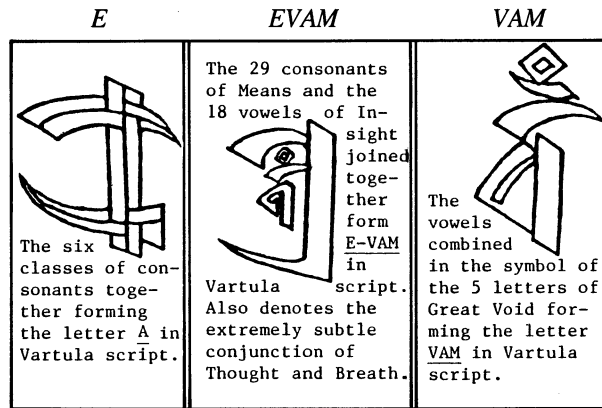 E
EVAM
VAM
The six
classes of con-
sonants toge-
ther forming
the letter A in
Vartula script.
The 29 consonants
of Means and the
18 vowels of In-
sight
joined
toge-
ther
form
E-VAM
in
Vartula script.
Also denotes the
extremely subtle
conjunction of
Thought and Breath.
The
vowels
combined
in the symbol of
the 5 letters of
Great Void for-
ming the letter
VAM in Vartula
script.